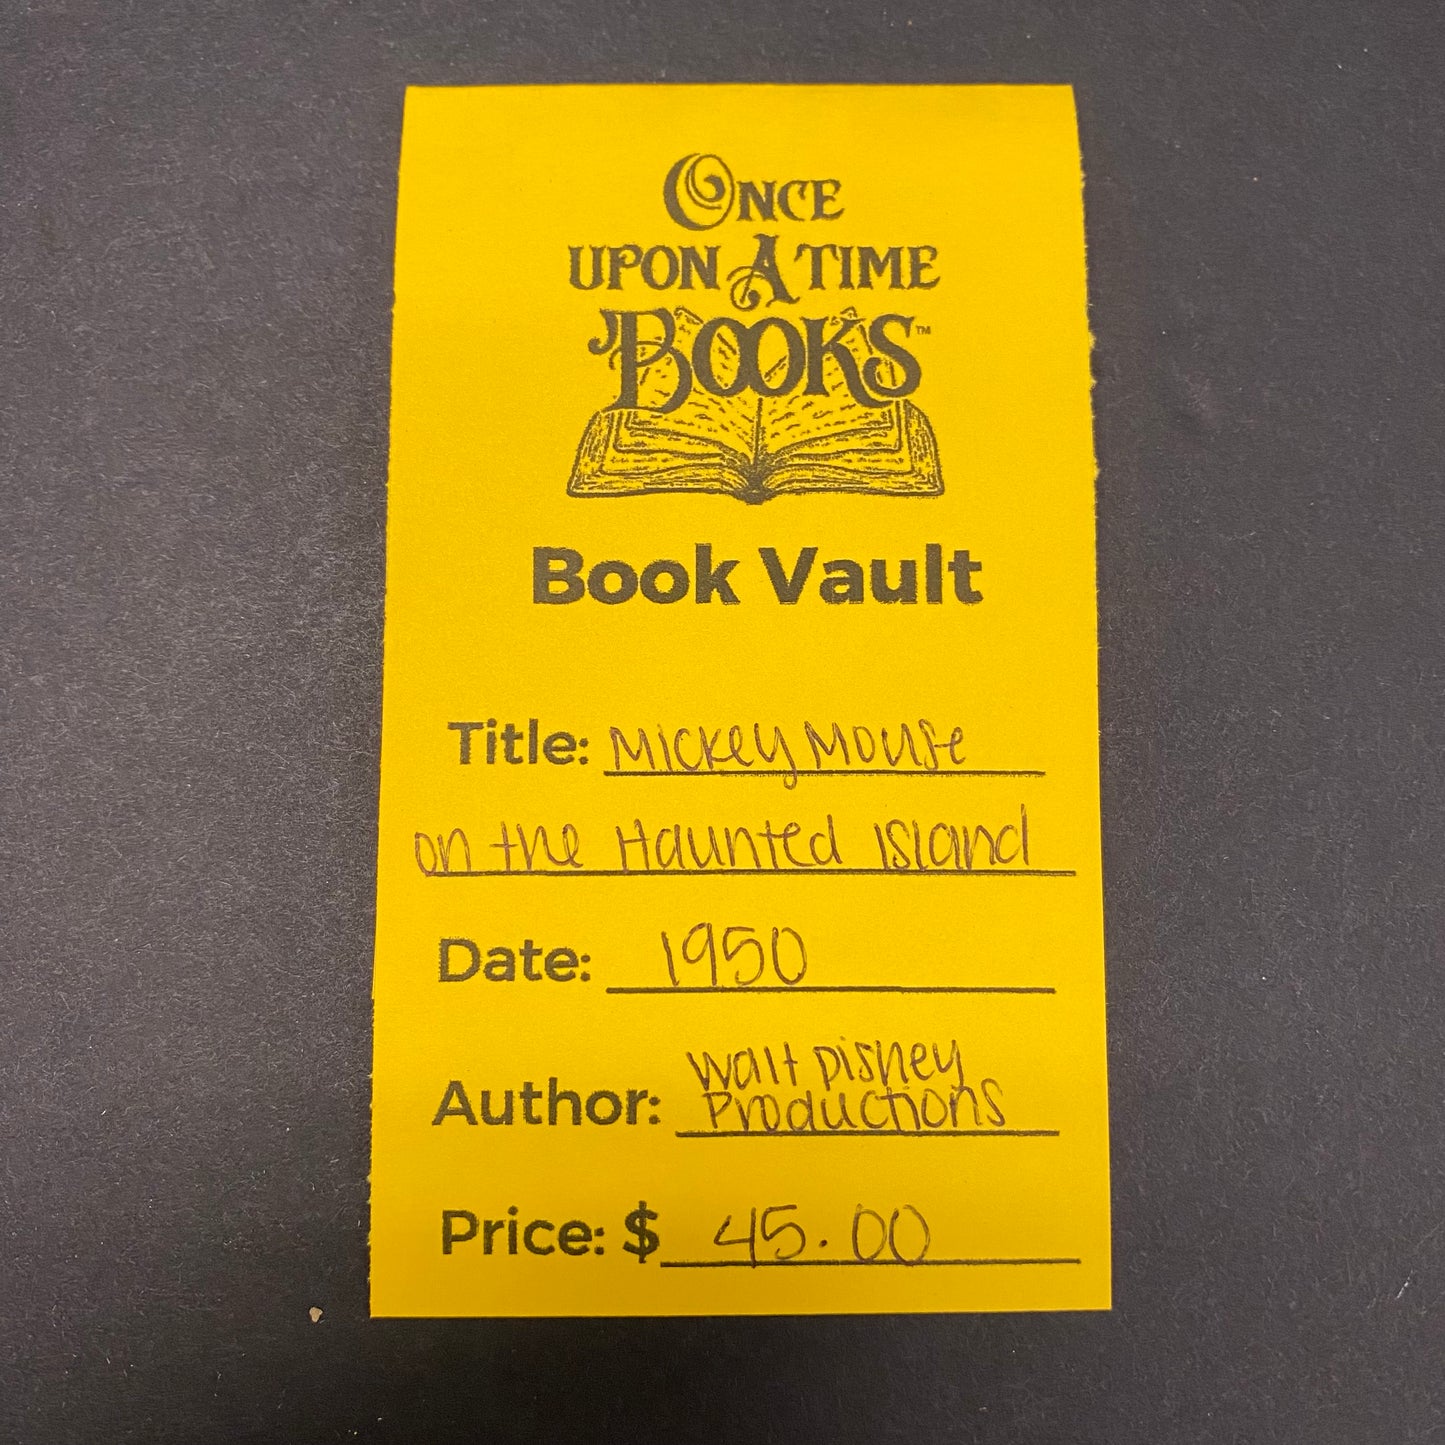 ONCE
UPON A TIME
BOOKS™
Book Vault
Title: Mickey Mouse
on the Haunted Island
Date: 1950
Author: Walt Disney
Productions
Price: $ 45.00